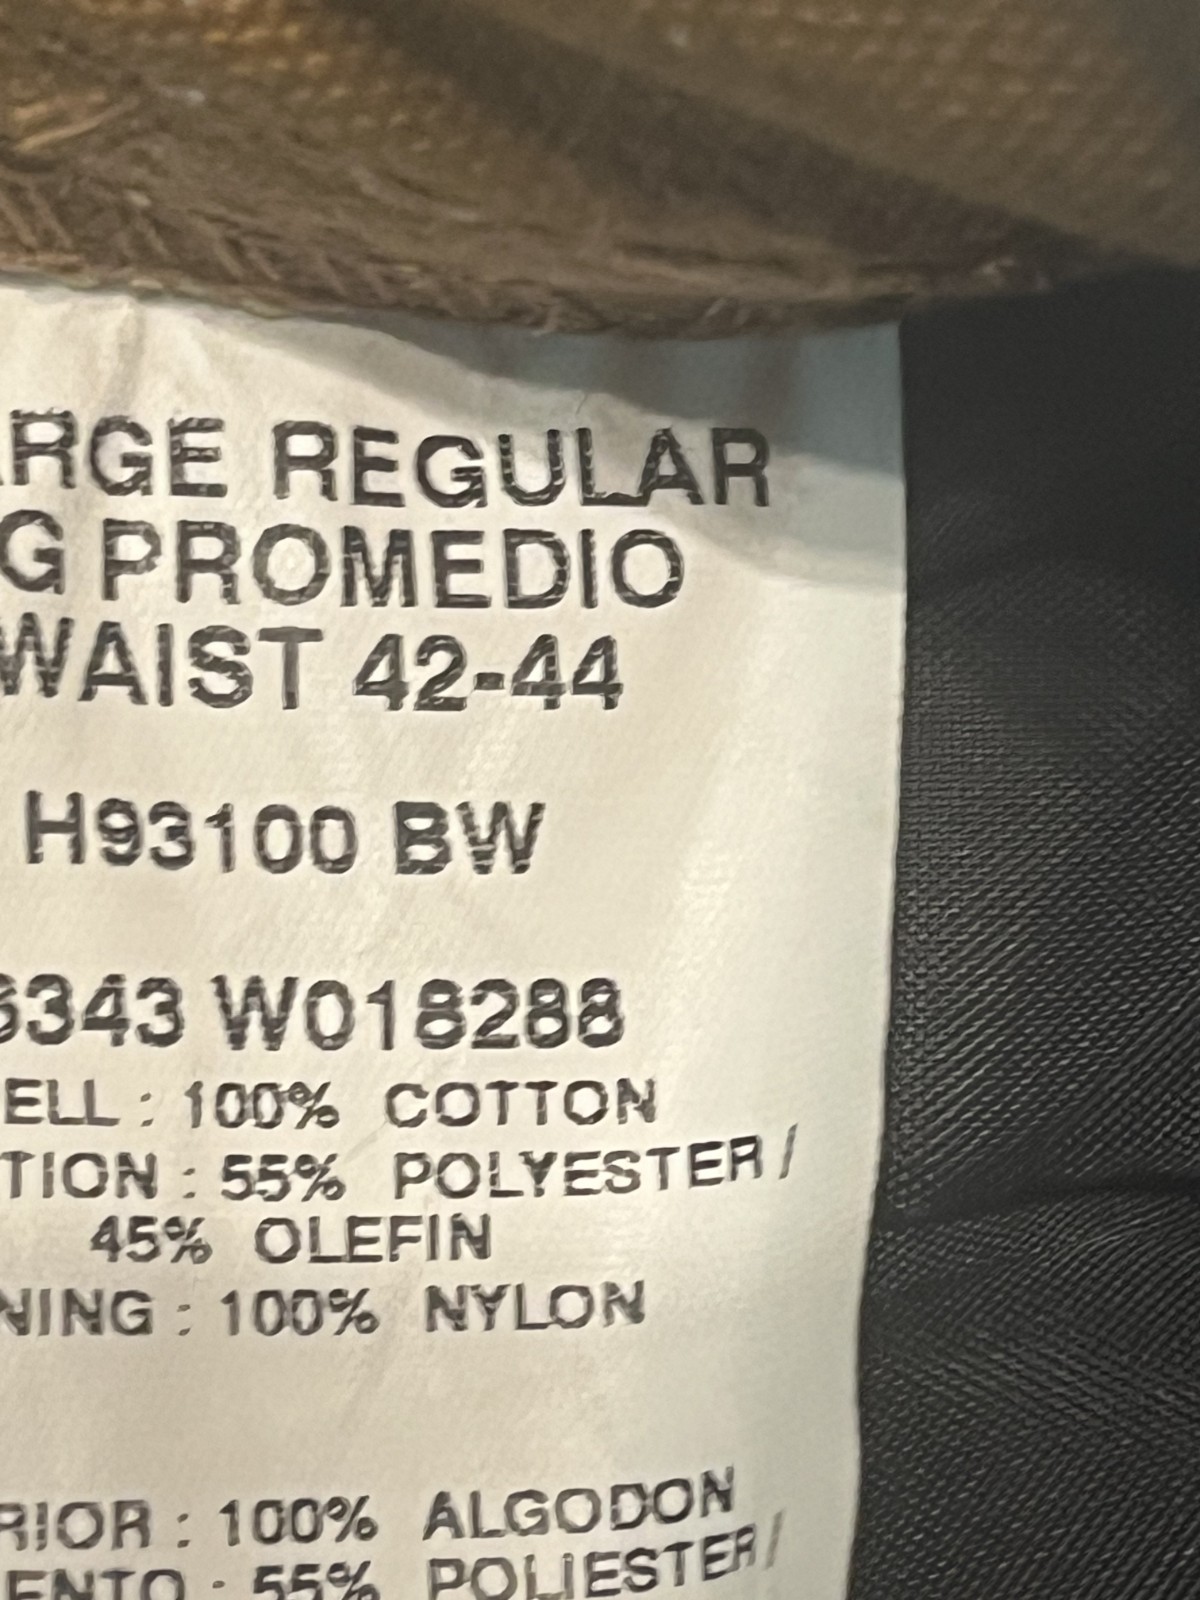 ARGE REGULAR
G PROMEDIO
WAIST 42-44
H93100 BW
6343 W018288
ELL : 100% COTTON
TION : 55% POLYESTER /
45% OLEFIN
NING : 100% NYLON
RIOR : 100% ALGODON
ENTO : 55% POLIESTER /